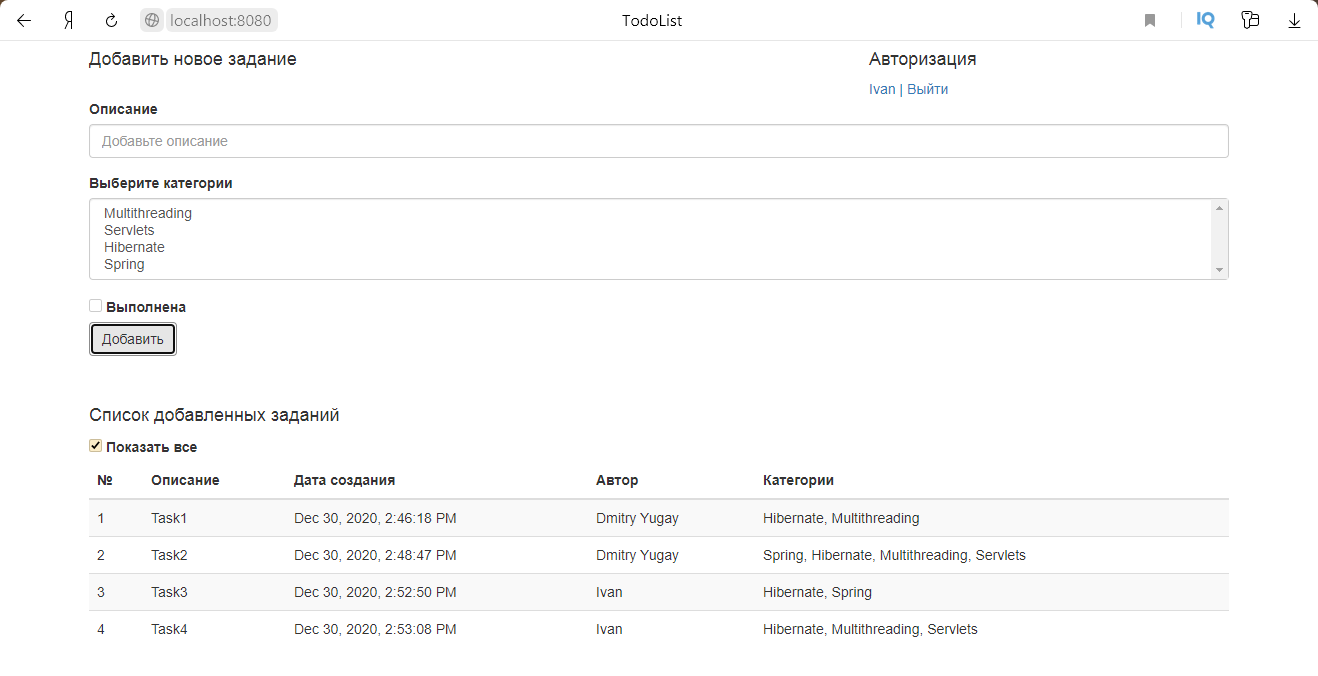 Я localhost:8080 TodoList IQ
Добавить новое задание Авторизация
Ivan | Выйти
Описание
Добавьте описание
Выберите категории
Multithreading
Servlets
Hibernate
Spring
Выполнена
Добавить
Список добавленных заданий
Показать все
№ Описание Дата создания Автор Категории
1 Task1 Dec 30, 2020, 2:46:18 PM Dmitry Yugay Hibernate, Multithreading
2 Task2 Dec 30, 2020, 2:48:47 PM Dmitry Yugay Spring, Hibernate, Multithreading, Servlets
3 Task3 Dec 30, 2020, 2:52:50 PM Ivan Hibernate, Spring
4 Task4 Dec 30, 2020, 2:53:08 PM Ivan Hibernate, Multithreading, Servlets